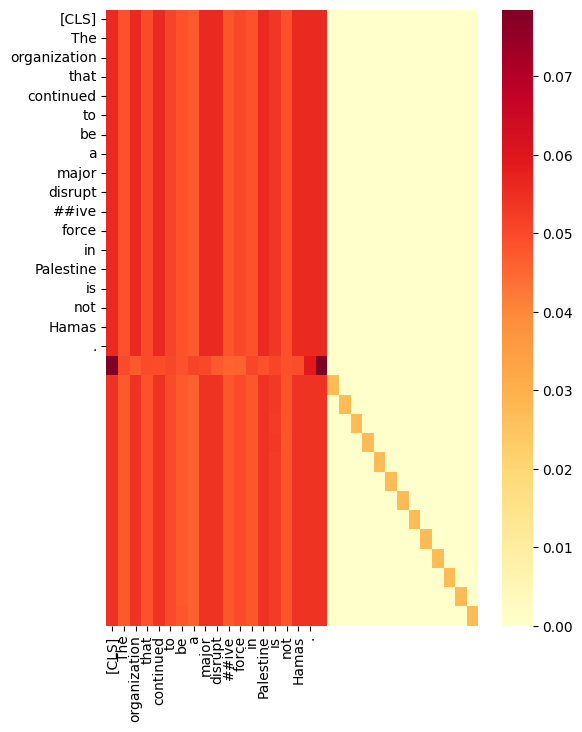 [CLS]
The
organization
that
continued
to
be
a
major
disrupt
##ive
force
in
Palestine
is
not
Hamas
.
0.07
0.06
0.05
0.04
0.03
0.02
0.01
0.00
[CLS]
The
organization
that
continued
to
be
a
major
disrupt
##ive
force
in
Palestine
is
not
Hamas
.